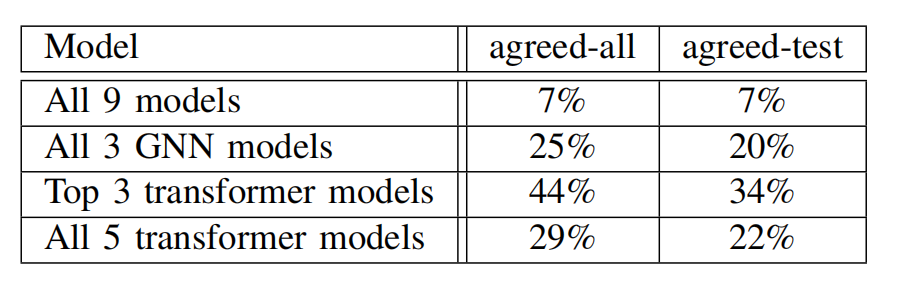 Model agreed-all agreed-test
All 9 models 7% 7%
All 3 GNN models 25% 20%
Top 3 transformer models 44% 34%
All 5 transformer models 29% 22%